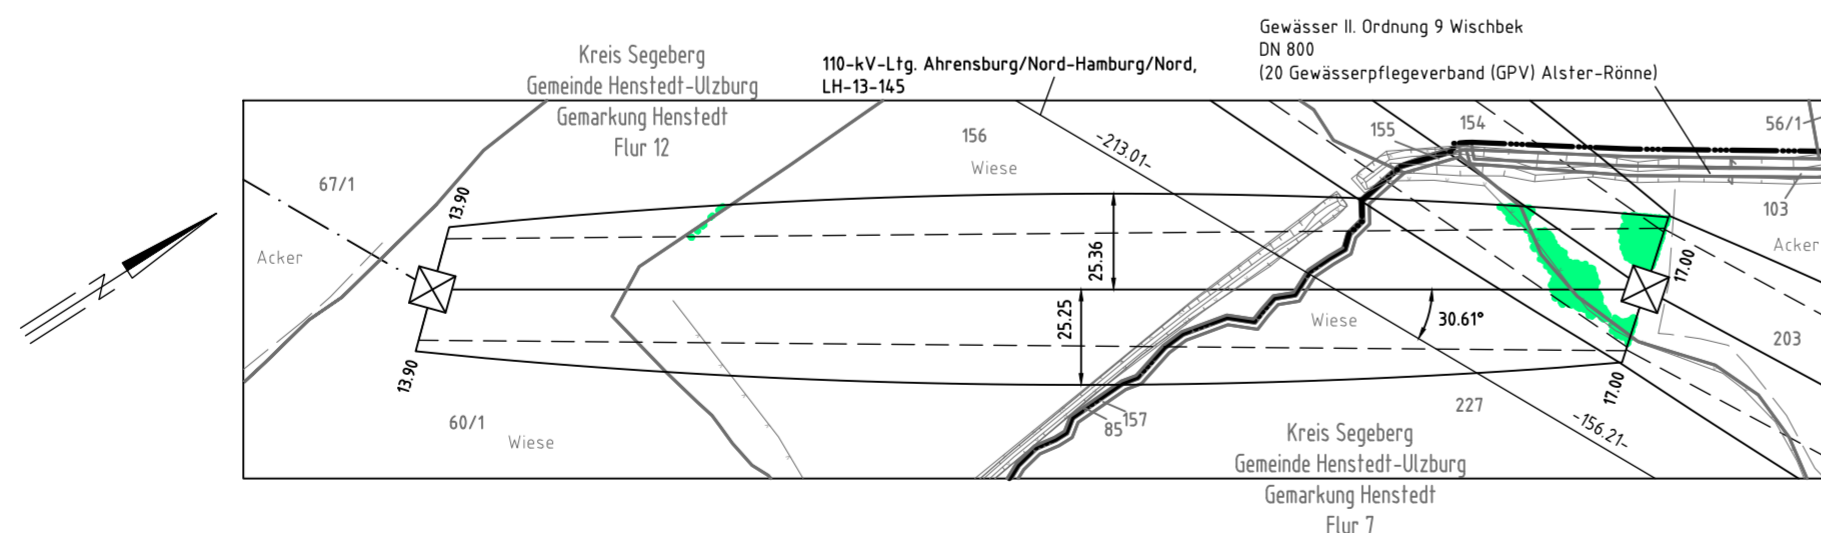 Gewässer II. Ordnung 9 Wischbek
DN 800
(20 Gewässerpflegeverband (GPV) Alster-Rönne)
Kreis Segeberg
Gemeinde Henstedt-Ulzburg
Gemarkung Henstedt
Flur 12
110-kV-Ltg. Ahrensburg/Nord-Hamburg/Nord,
LH-13-145
156
Wiese
-213.01-
155
154
56/1
67/1
13.90
103
Acker
Acker
N
25.36
17.00
25.25
Wiese
30.61°
203
13.90
17.00
60/1
Wiese
85
157
227
-156.21-
Kreis Segeberg
Gemeinde Henstedt-Ulzburg
Gemarkung Henstedt
Flur 7